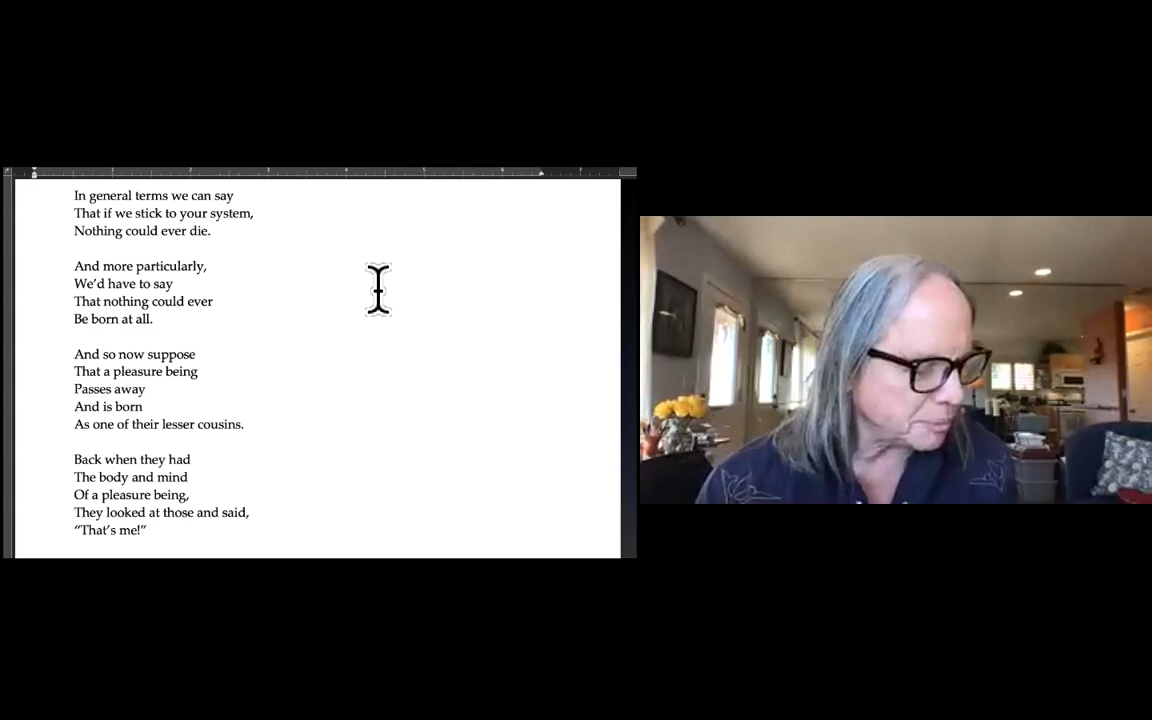 In general terms we can say
That if we stick to your system,
Nothing could ever die.
And more particularly,
We'd have to say
That nothing could ever
Be born at all.
And so now suppose
That a pleasure being
Passes away
And is born
As one of their lesser cousins.
Back when they had
The body and mind
Of a pleasure being,
They looked at those and said,
“That's me!”